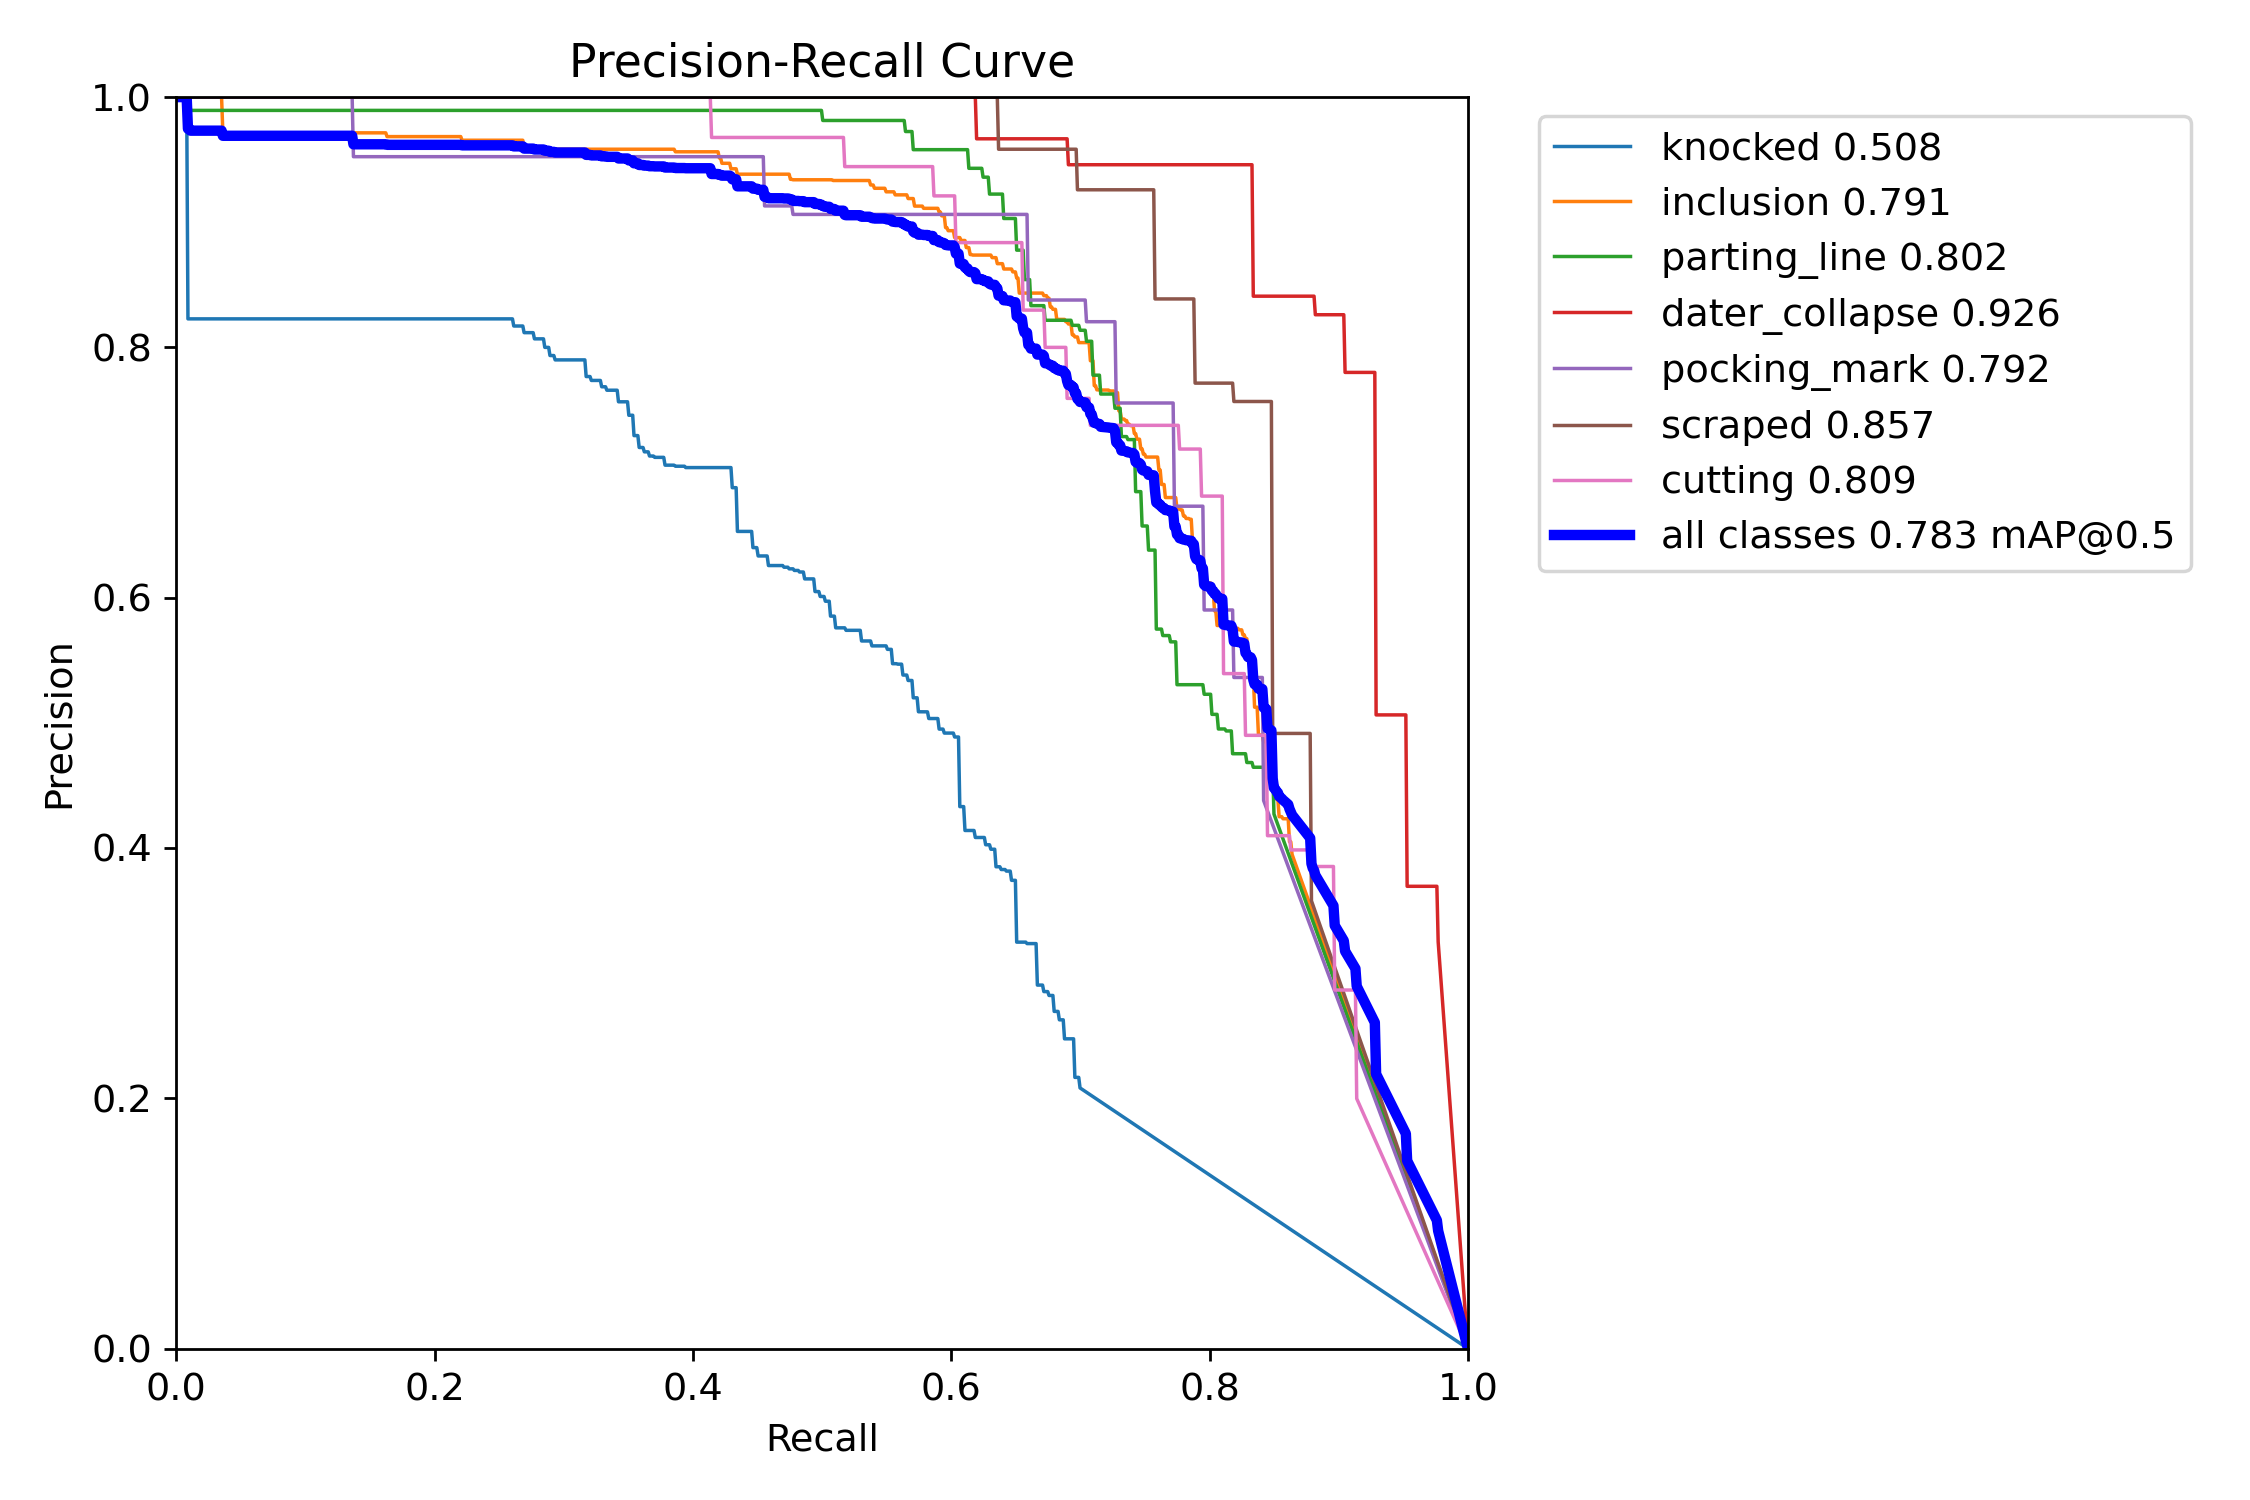 Precision-Recall Curve
1.0
0.8
0.6
0.4
0.2
0.0
Precision
0.0 0.2 0.4 0.6 0.8 1.0
Recall
knocked 0.508
inclusion 0.791
parting_line 0.802
dater_collapse 0.926
pocking_mark 0.792
scraped 0.857
cutting 0.809
all classes 0.783 mAP@0.5